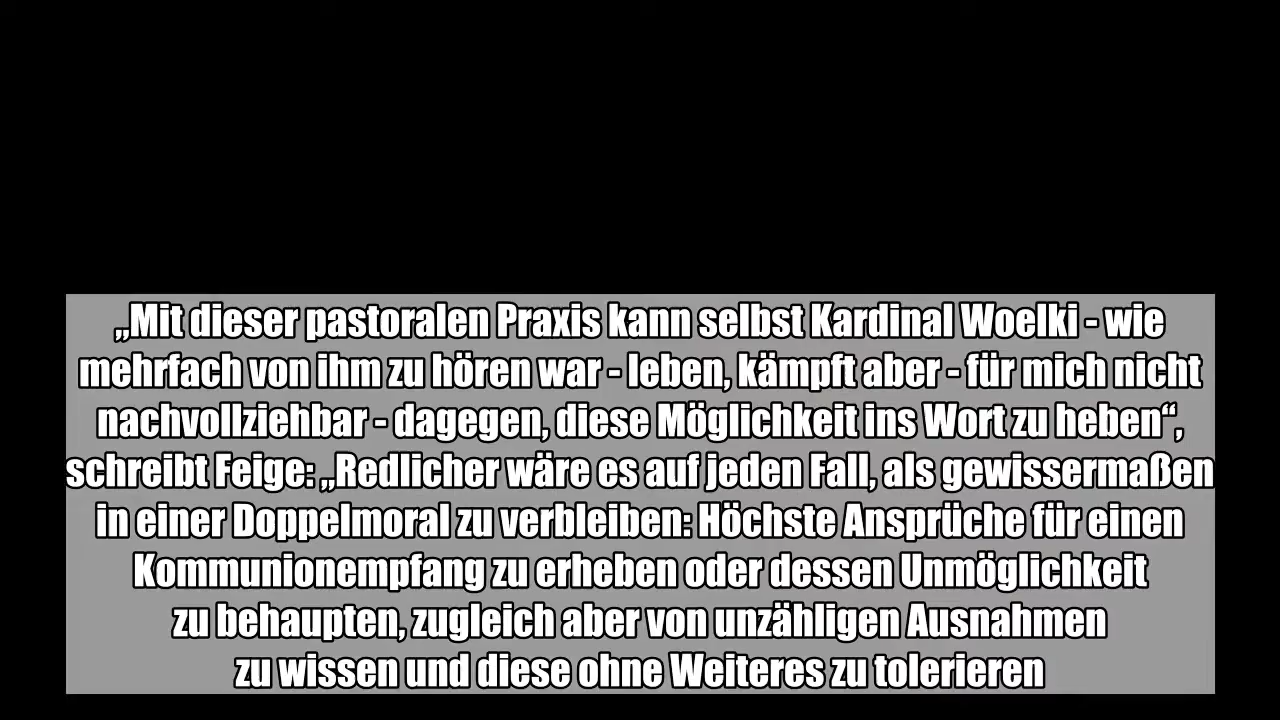 „Mit dieser pastoralen Praxis kann selbst Kardinal Woelki - wie
mehrfach von ihm zu hören war - leben, kämpft aber - für mich nicht
nachvollziehbar - dagegen, diese Möglichkeit ins Wort zu heben“,
schreibt Feige: „Redlicher wäre es auf jeden Fall, als gewissermaßen
in einer Doppelmoral zu verbleiben: Höchste Ansprüche für einen
Kommunionempfang zu erheben oder dessen Unmöglichkeit
zu behaupten, zugleich aber von unzähligen Ausnahmen
zu wissen und diese ohne Weiteres zu tolerieren